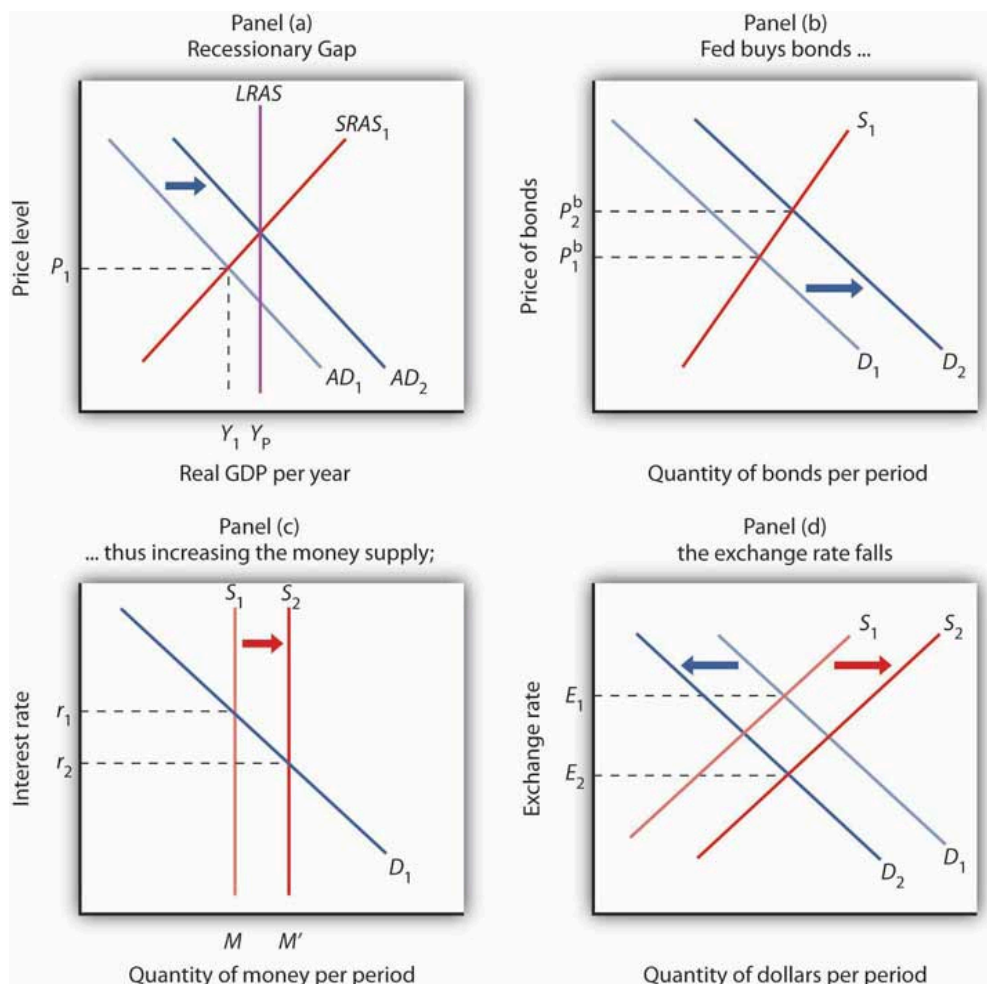 Panel (a)
Recessionary Gap
LRAS
SRAS1
Price level
P1
AD1
AD2
Y1 YP
Real GDP per year
Panel (b)
Fed buys bonds ...
S1
Price of bonds
P2b
P1b
D1
D2
Quantity of bonds per period
Panel (c)
... thus increasing the money supply;
S1
S2
Interest rate
r1
r2
D1
M
M′
Quantity of money per period
Panel (d)
the exchange rate falls
S1
S2
Exchange rate
E1
E2
D1
D2
Quantity of dollars per period